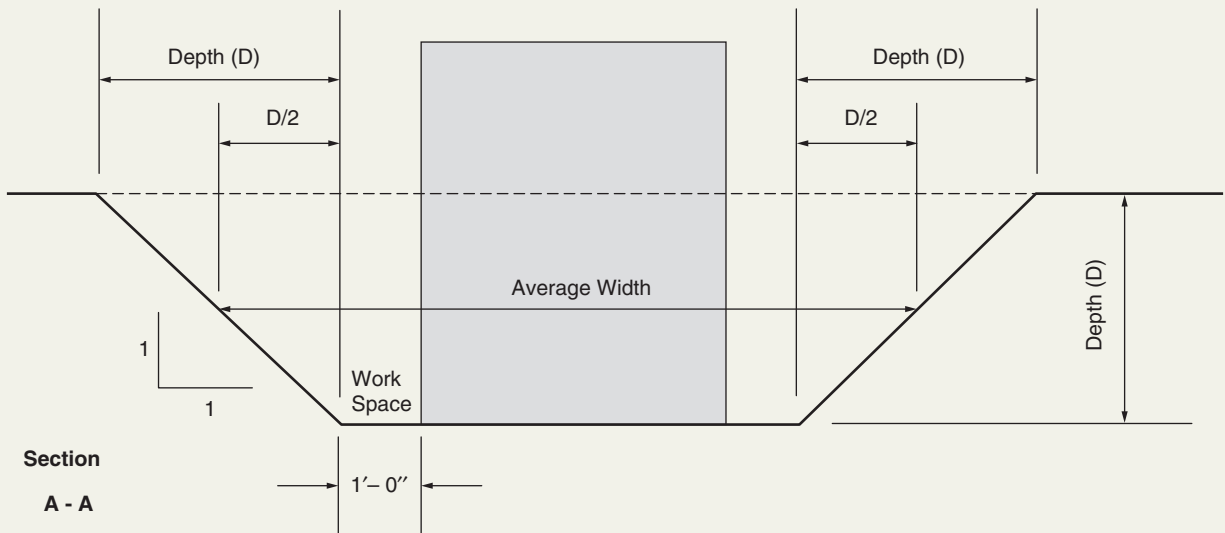 Depth (D)
Depth (D)
D/2
D/2
Average Width
Depth (D)
1
1
Work
Space
Section
A - A
1′– 0′′